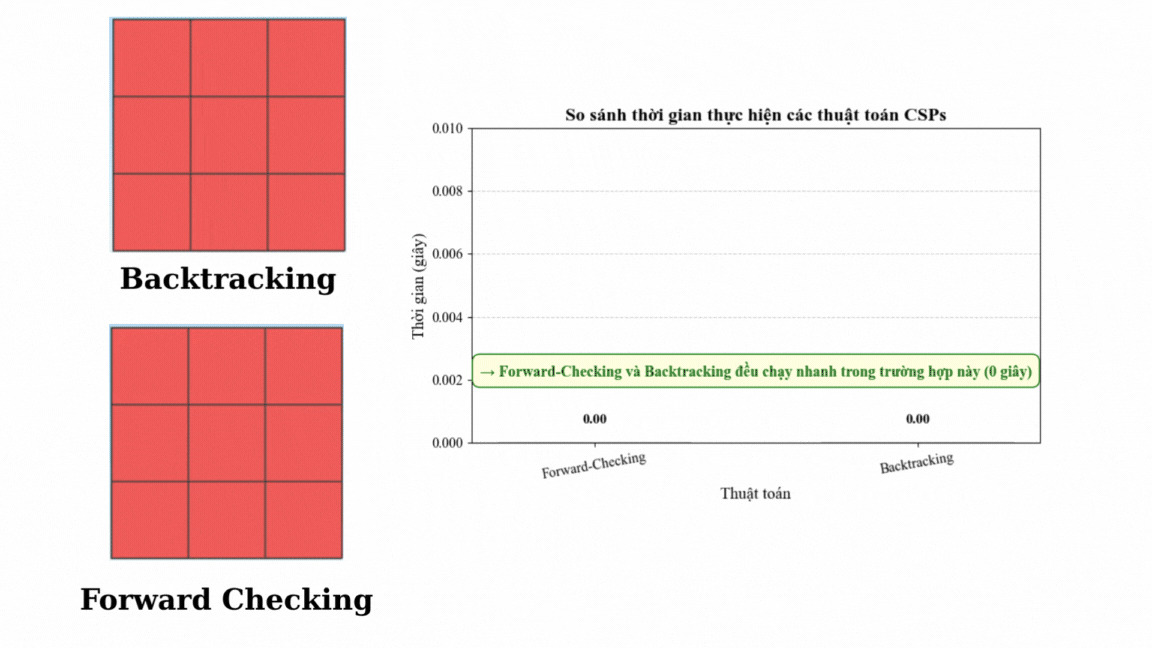 Backtracking
Forward Checking
So sánh thời gian thực hiện các thuật toán CSPs
Thời gian (giây)
0.010
0.008
0.006
0.004
0.002
0.000
→ Forward-Checking và Backtracking đều chạy nhanh trong trường hợp này (0 giây)
0.00
0.00
Forward-Checking
Backtracking
Thuật toán